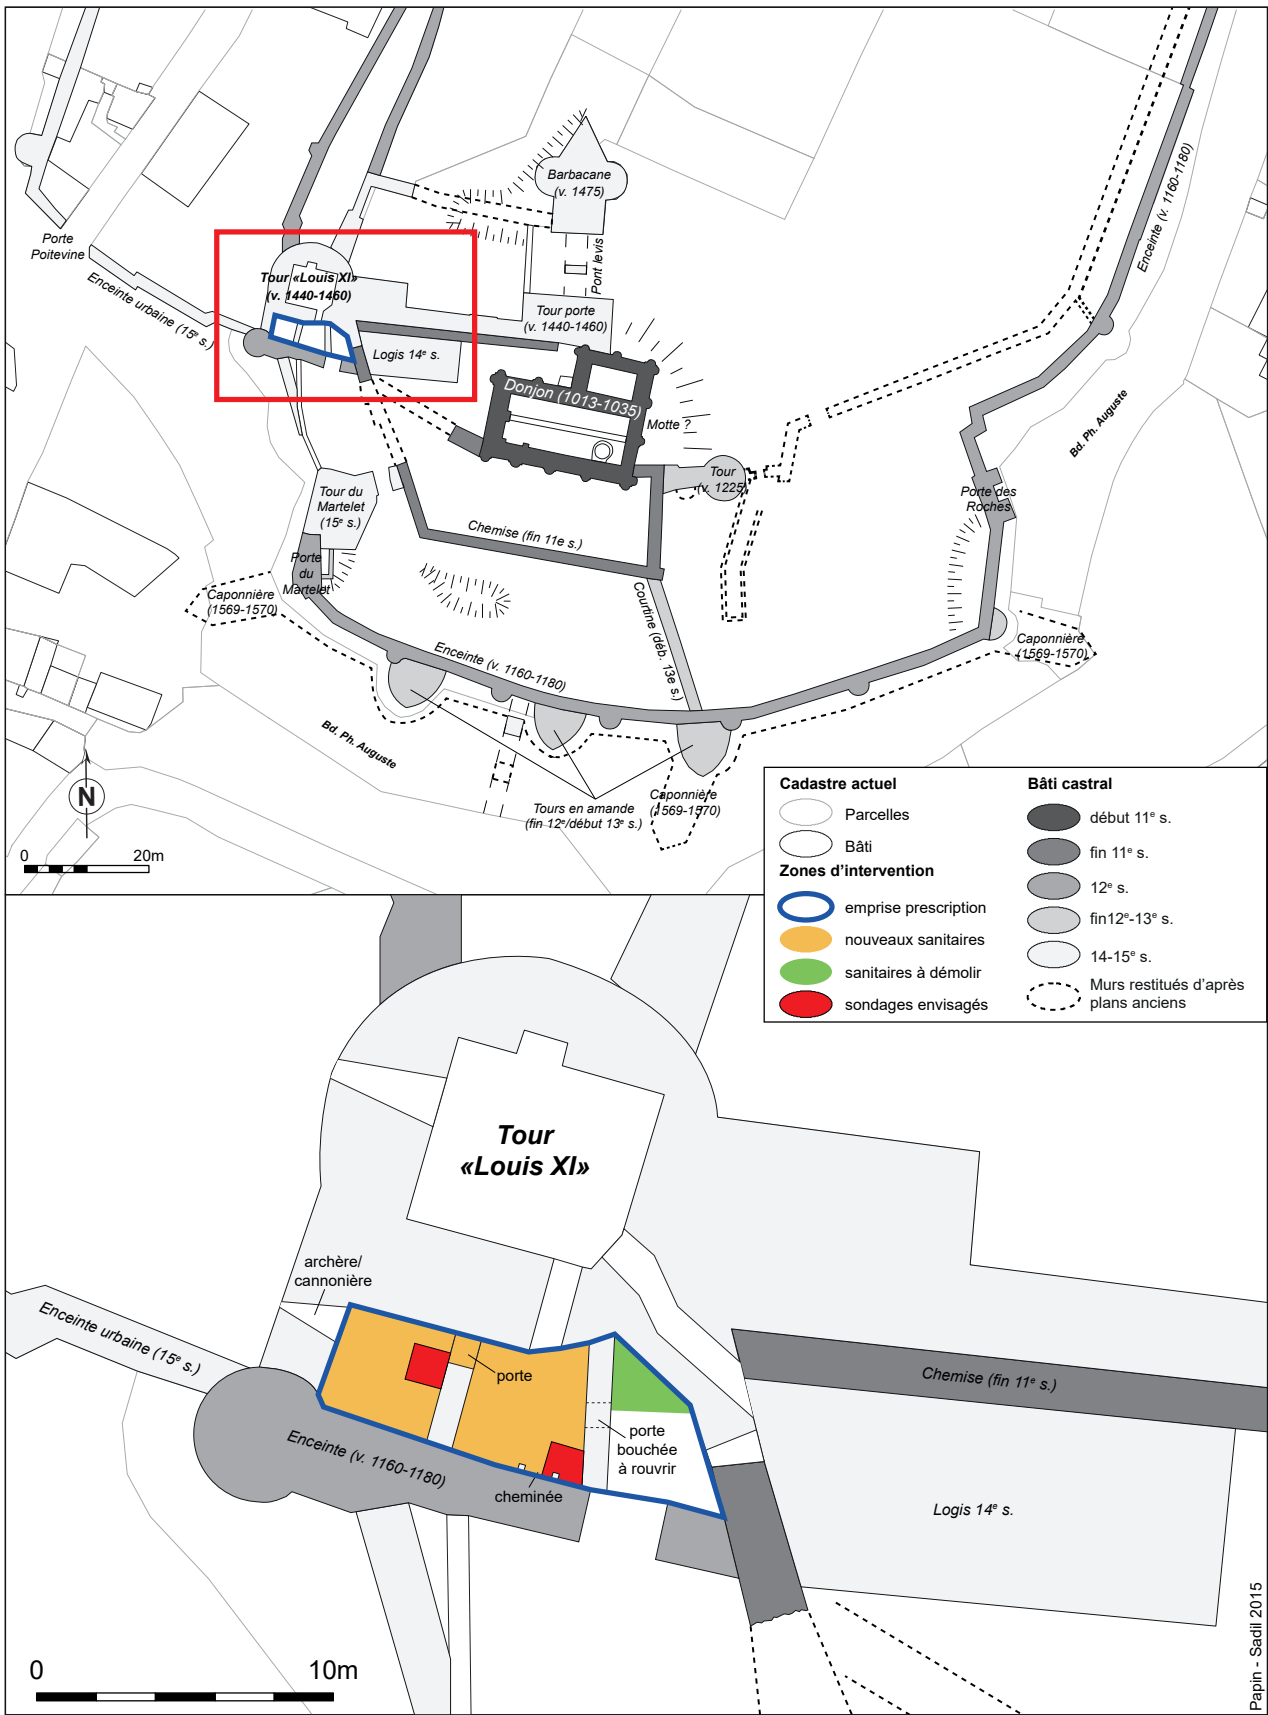 Barbacane
(v. 1475)
Porte
Poitevine
Enceinte urbaine (15e s.)
Tour «Louis XI»
(v. 1440-1460)
Pont levis
Tour porte
(v. 1440-1460)
Logis 14e s.
Donjon (1013-1035)
Motte ?
Enceinte (v. 1160-1180)
Bd. Ph. Auguste
Tour
(v. 1225)
Porte des
Roches
Tour du
Martelet
(15e s.)
Chemise (fin 11e s.)
Porte
du
Martelet
Caponnière
(1569-1570)
Courtine (déb. 13e s.)
Enceinte (v. 1160-1180)
Caponnière
(1569-1570)
Bd. Ph. Auguste
Tours en amande
(fin 12e/début 13e s.)
Caponnière
(1569-1570)
N
0 20m
Cadastre actuel
Parcelles
Bâti
Zones d'intervention
emprise prescription
nouveaux sanitaires
sanitaires à démolir
sondages envisagés
Bâti castral
début 11e s.
fin 11e s.
12e s.
fin12e-13e s.
14-15e s.
Murs restitués d'après
plans anciens
Tour
«Louis XI»
archère/
cannonière
Enceinte urbaine (15e s.)
porte
Chemise (fin 11e s.)
porte
bouchée
à rouvrir
Enceinte (v. 1160-1180)
cheminée
Logis 14e s.
0 10m
Papin - Sadil 2015